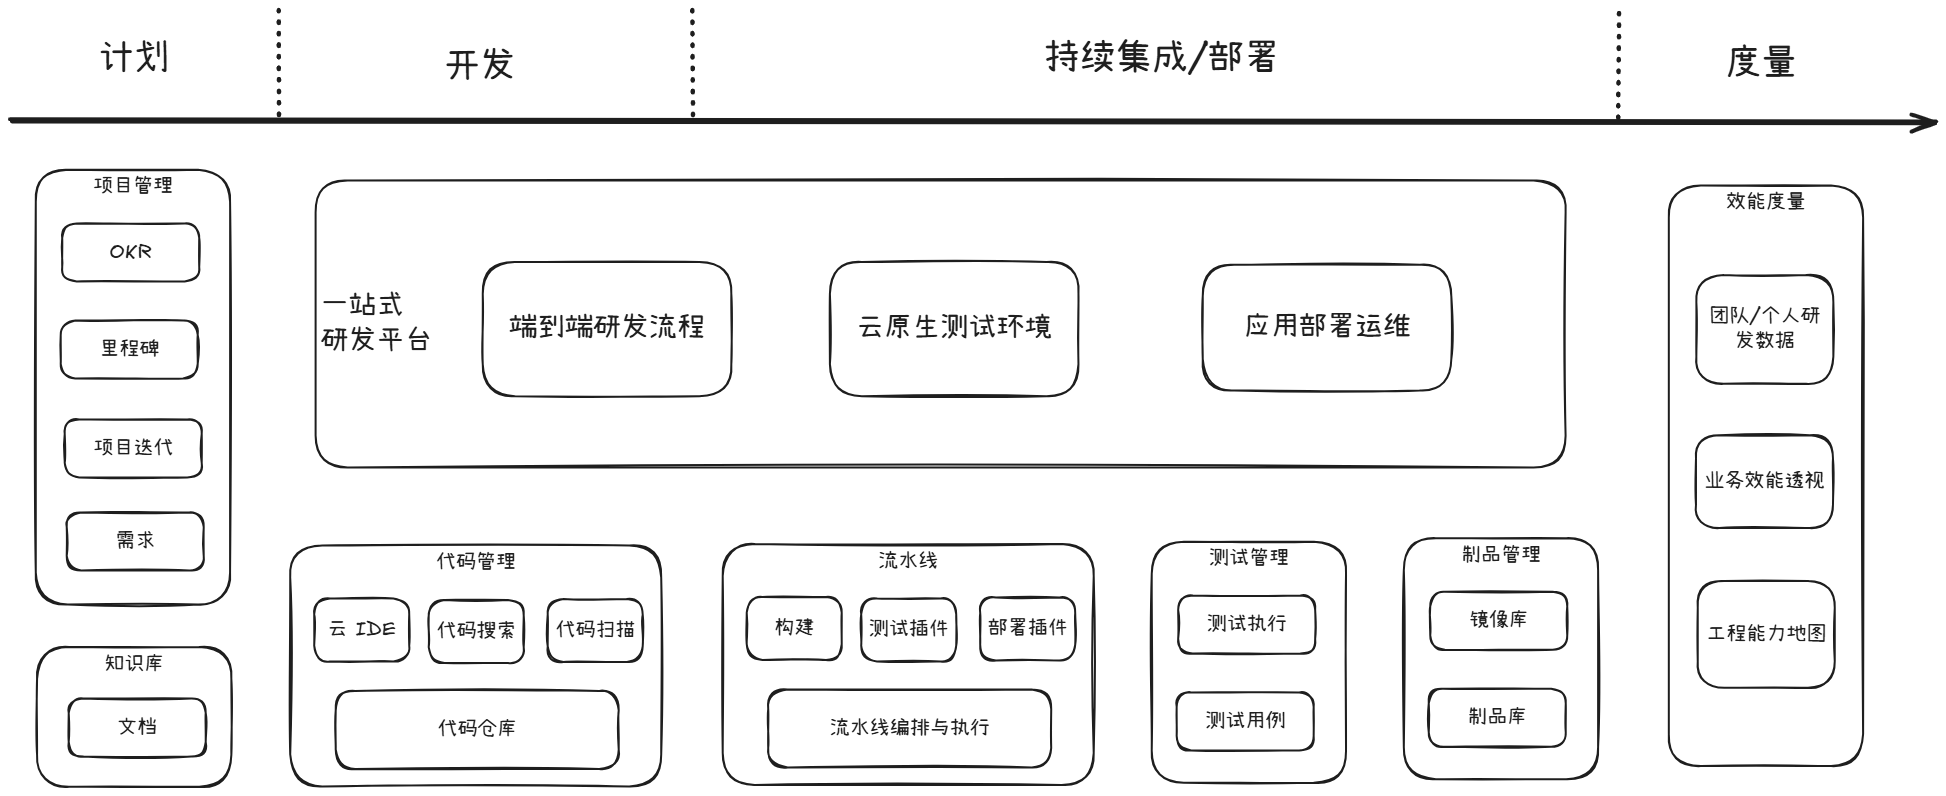 计划
开发
持续集成/部署
度量
项目管理
OKR
里程碑
项目迭代
需求
知识库
文档
一站式
研发平台
端到端研发流程
云原生测试环境
应用部署运维
代码管理
云 IDE
代码搜索
代码扫描
代码仓库
流水线
构建
测试插件
部署插件
流水线编排与执行
测试管理
测试执行
测试用例
制品管理
镜像库
制品库
效能度量
团队/个人研
发数据
业务效能透视
工程能力地图